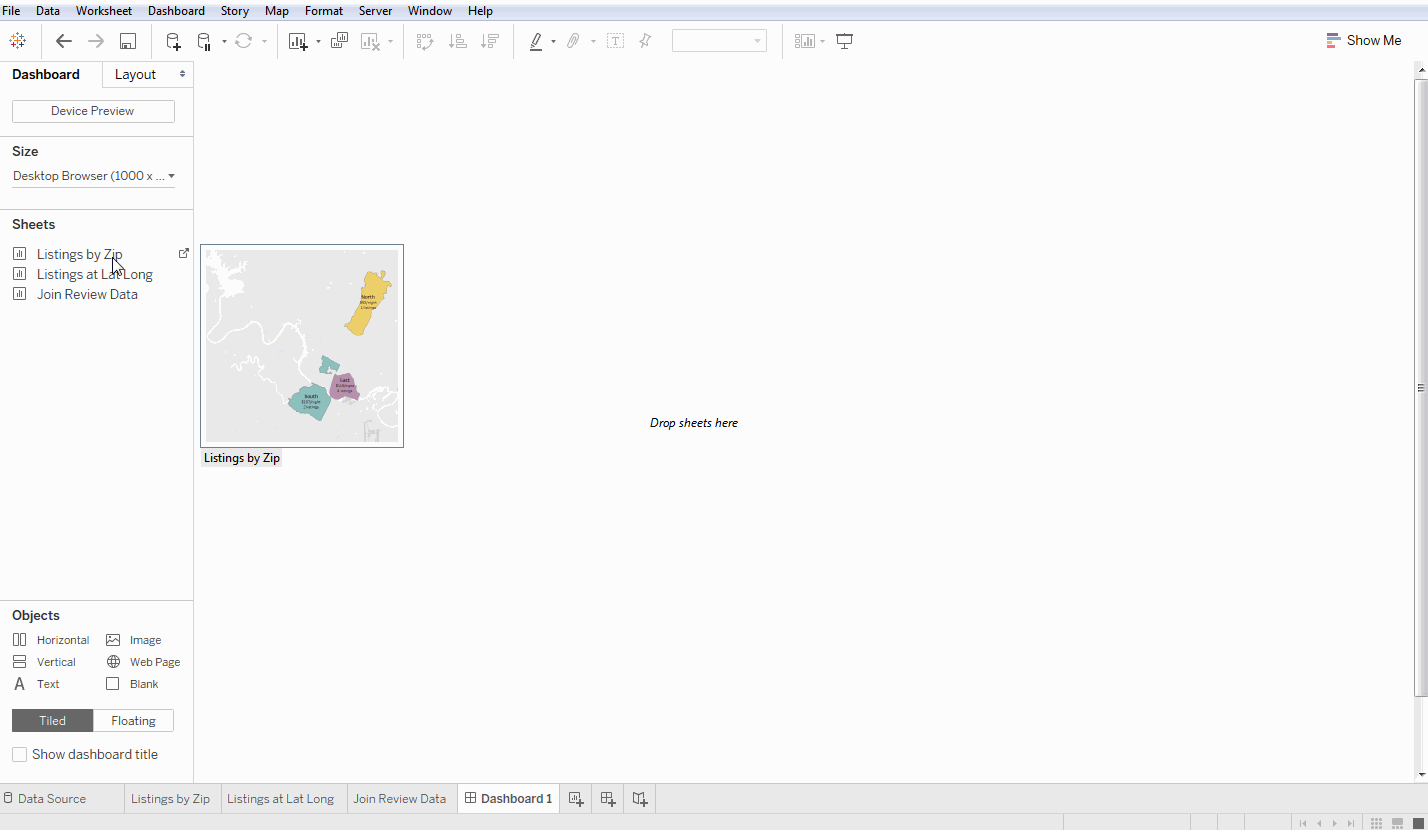 File Data Worksheet Dashboard Story Map Format Server Window Help
Show Me
Dashboard Layout
Device Preview
Size
Desktop Browser (1000 x ...
Sheets
Listings by Zip
Listings at Lat Long
Join Review Data
North
South
East
Listings by Zip
Drop sheets here
Objects
Horizontal Image
Vertical Web Page
A Text Blank
Tiled Floating
Show dashboard title
Data Source Listings by Zip Listings at Lat Long Join Review Data Dashboard 1